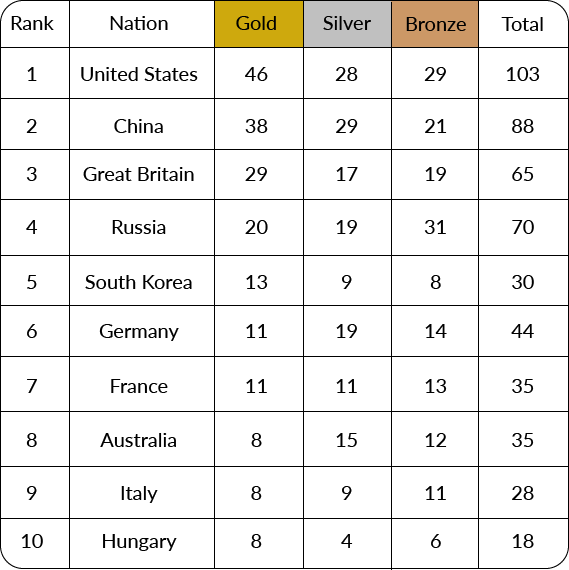 Rank Nation Gold Silver Bronze Total
1 United States 46 28 29 103
2 China 38 29 21 88
3 Great Britain 29 17 19 65
4 Russia 20 19 31 70
5 South Korea 13 9 8 30
6 Germany 11 19 14 44
7 France 11 11 13 35
8 Australia 8 15 12 35
9 Italy 8 9 11 28
10 Hungary 8 4 6 18